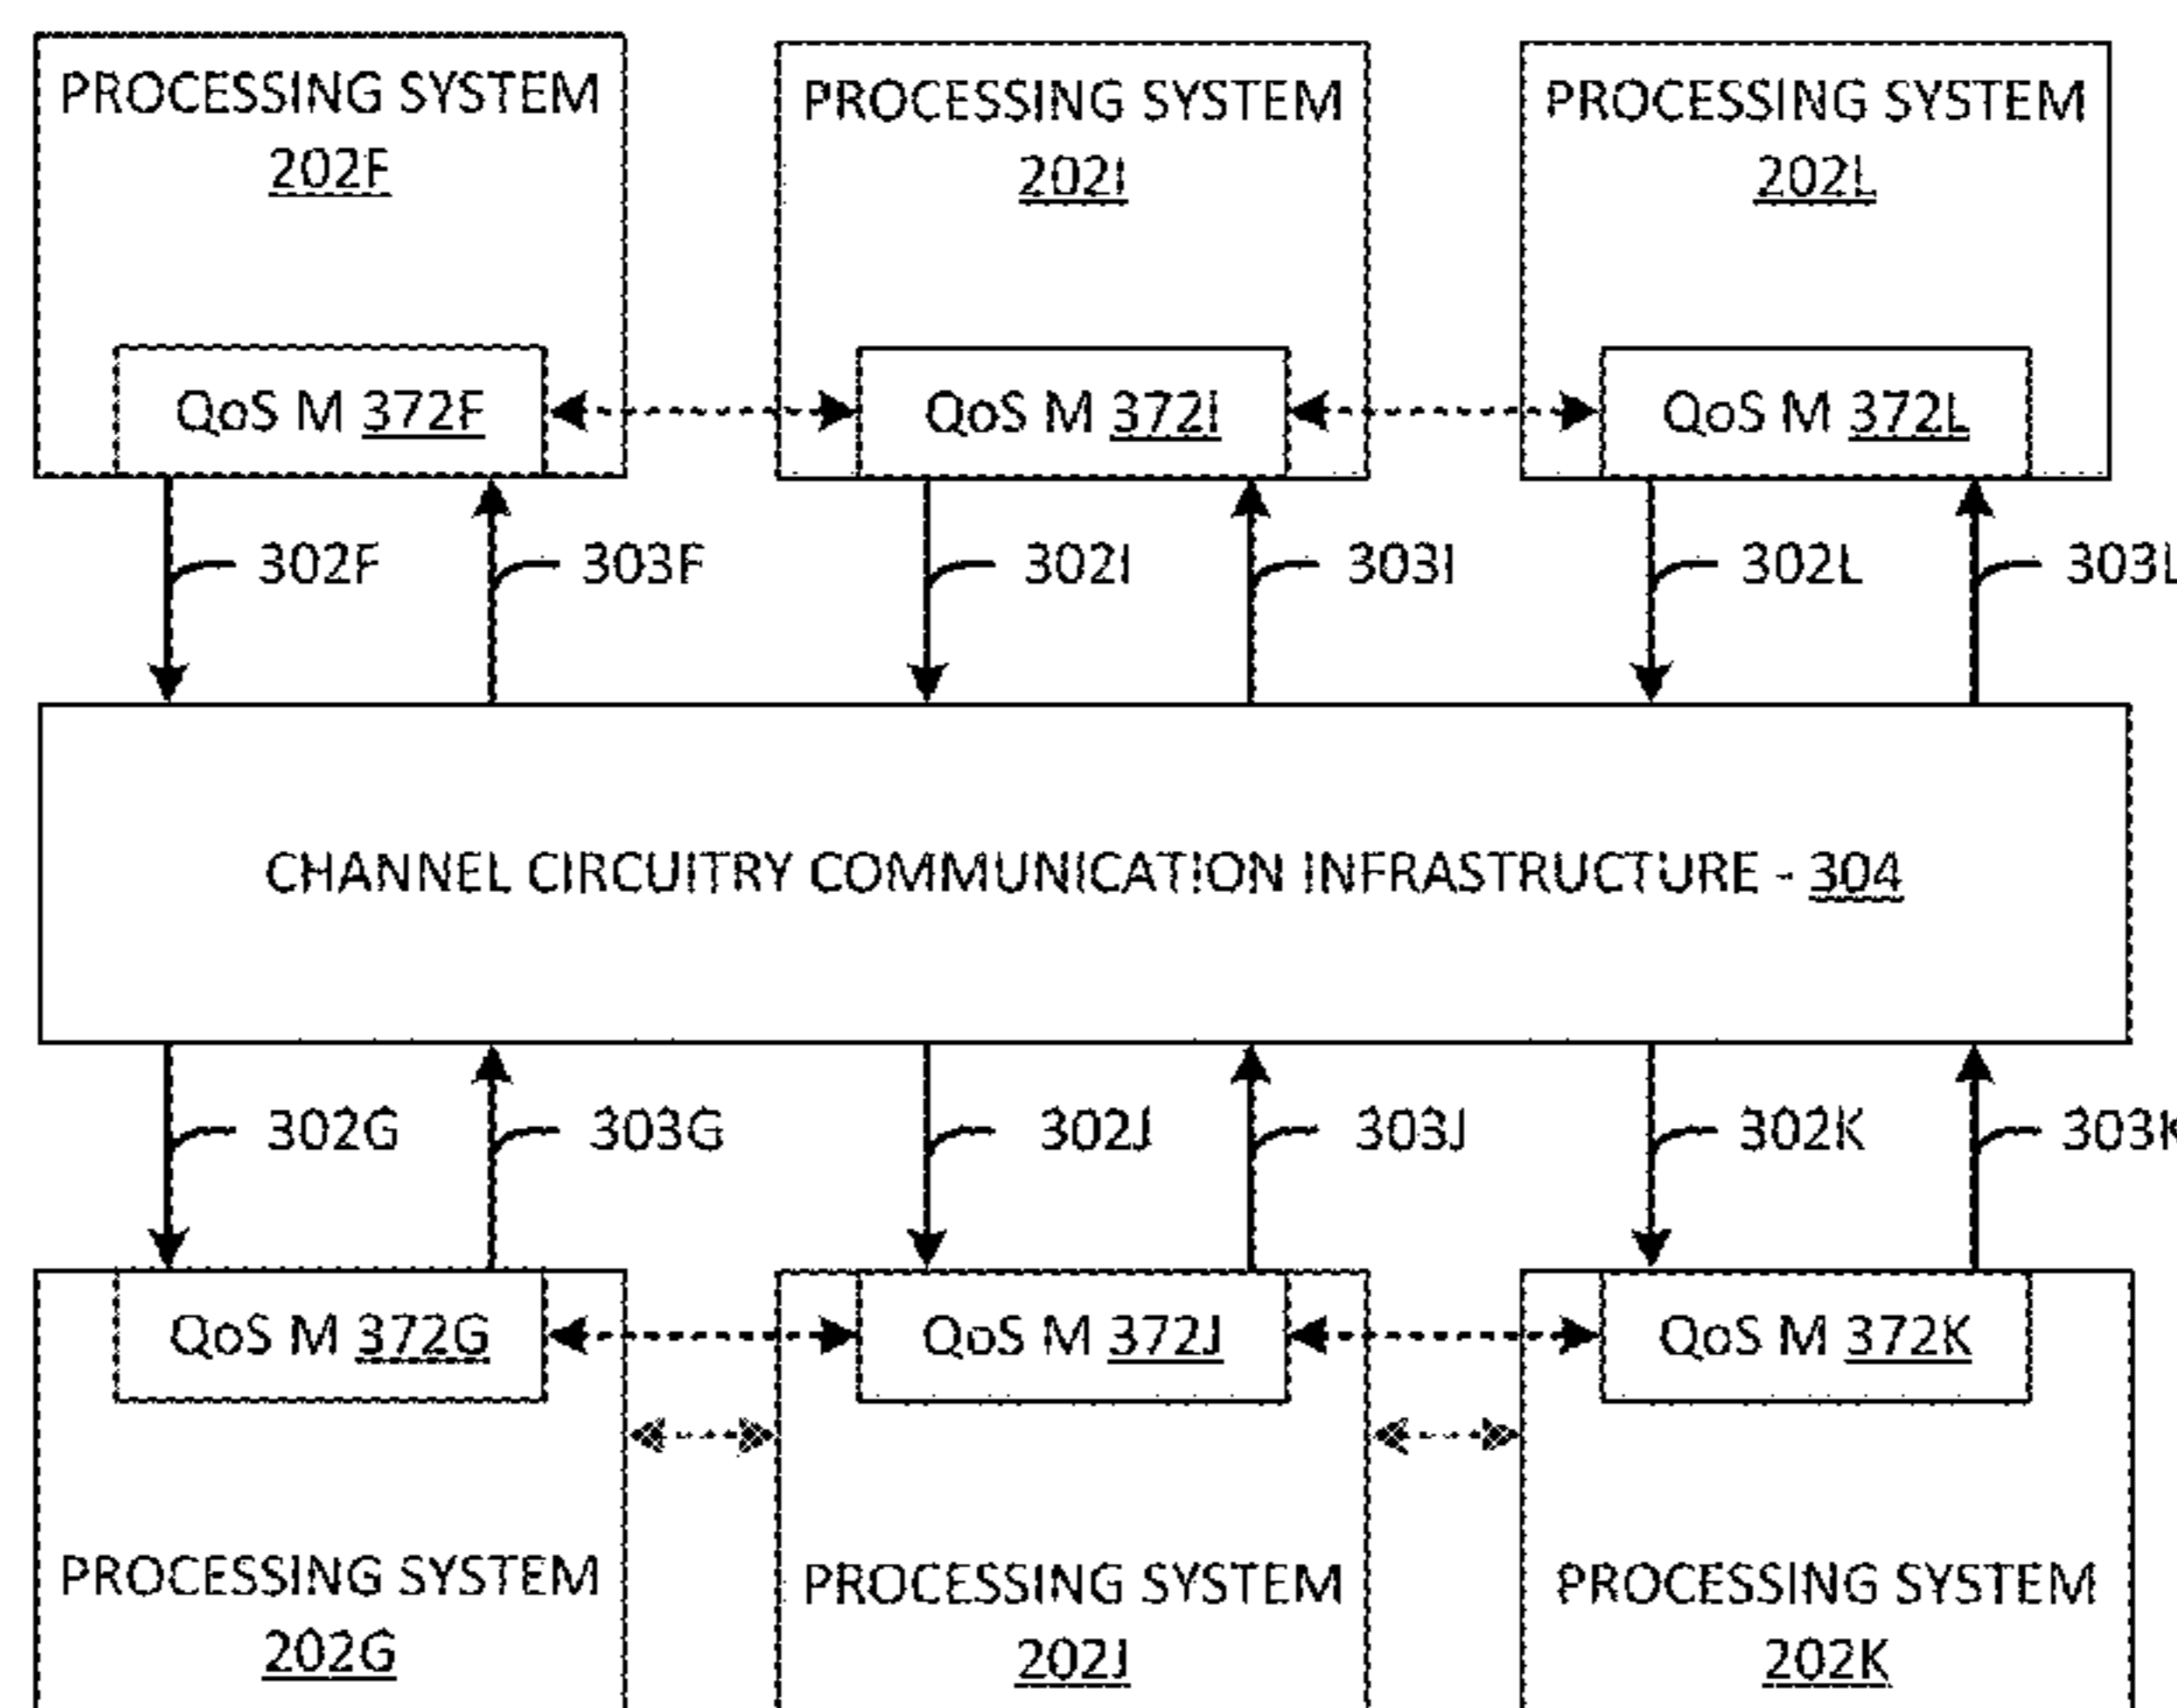 PROCESSING SYSTEM
202F
PROCESSING SYSTEM
202I
PROCESSING SYSTEM
202L
QoS M 372F
QoS M 372I
QoS M 372L
302F
303F
302I
303I
302L
303L
CHANNEL CIRCUITRY COMMUNICATION INFRASTRUCTURE - 304
302G
303G
302J
303J
302K
303K
QoS M 372G
QoS M 372J
QoS M 372K
PROCESSING SYSTEM
202G
PROCESSING SYSTEM
202J
PROCESSING SYSTEM
202K